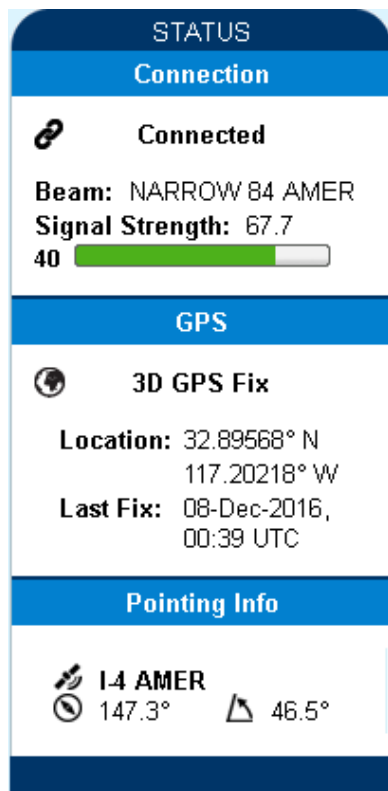 STATUS
Connection
Connected
Beam: NARROW 84 AMER
Signal Strength: 67.7
40
GPS
3D GPS Fix
Location: 32.89568° N
117.20218° W
Last Fix: 08-Dec-2016,
00:39 UTC
Pointing Info
I-4 AMER
147.3° 46.5°